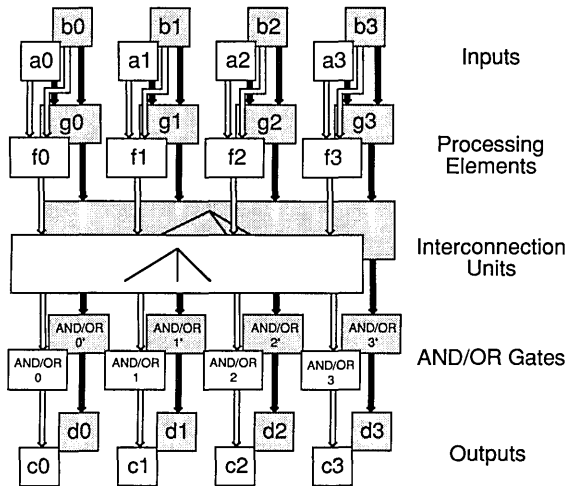 b0 b1 b2 b3
a0 a1 a2 a3 Inputs
g0 g1 g2 g3
f0 f1 f2 f3 Processing
Elements
Interconnection
Units
AND/OR AND/OR AND/OR AND/OR
0' 1' 2' 3'
AND/OR AND/OR AND/OR AND/OR AND/OR Gates
0 1 2 3
d0 d1 d2 d3
c0 c1 c2 c3 Outputs